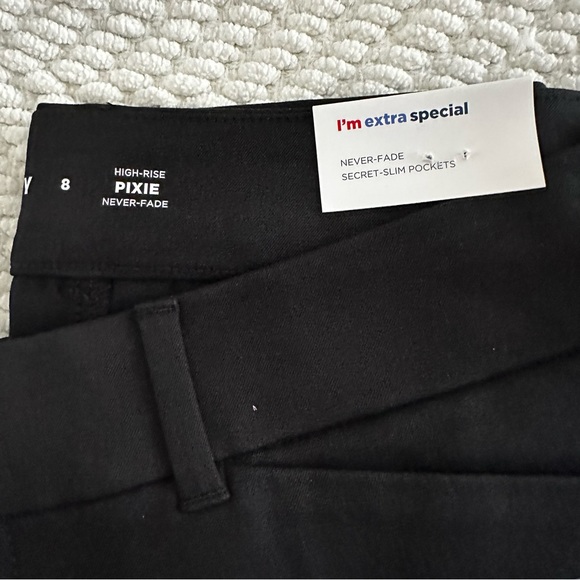 I'm extra special
NEVER-FADE
SECRET-SLIM POCKETS
Y 8
HIGH-RISE
PIXIE
NEVER-FADE